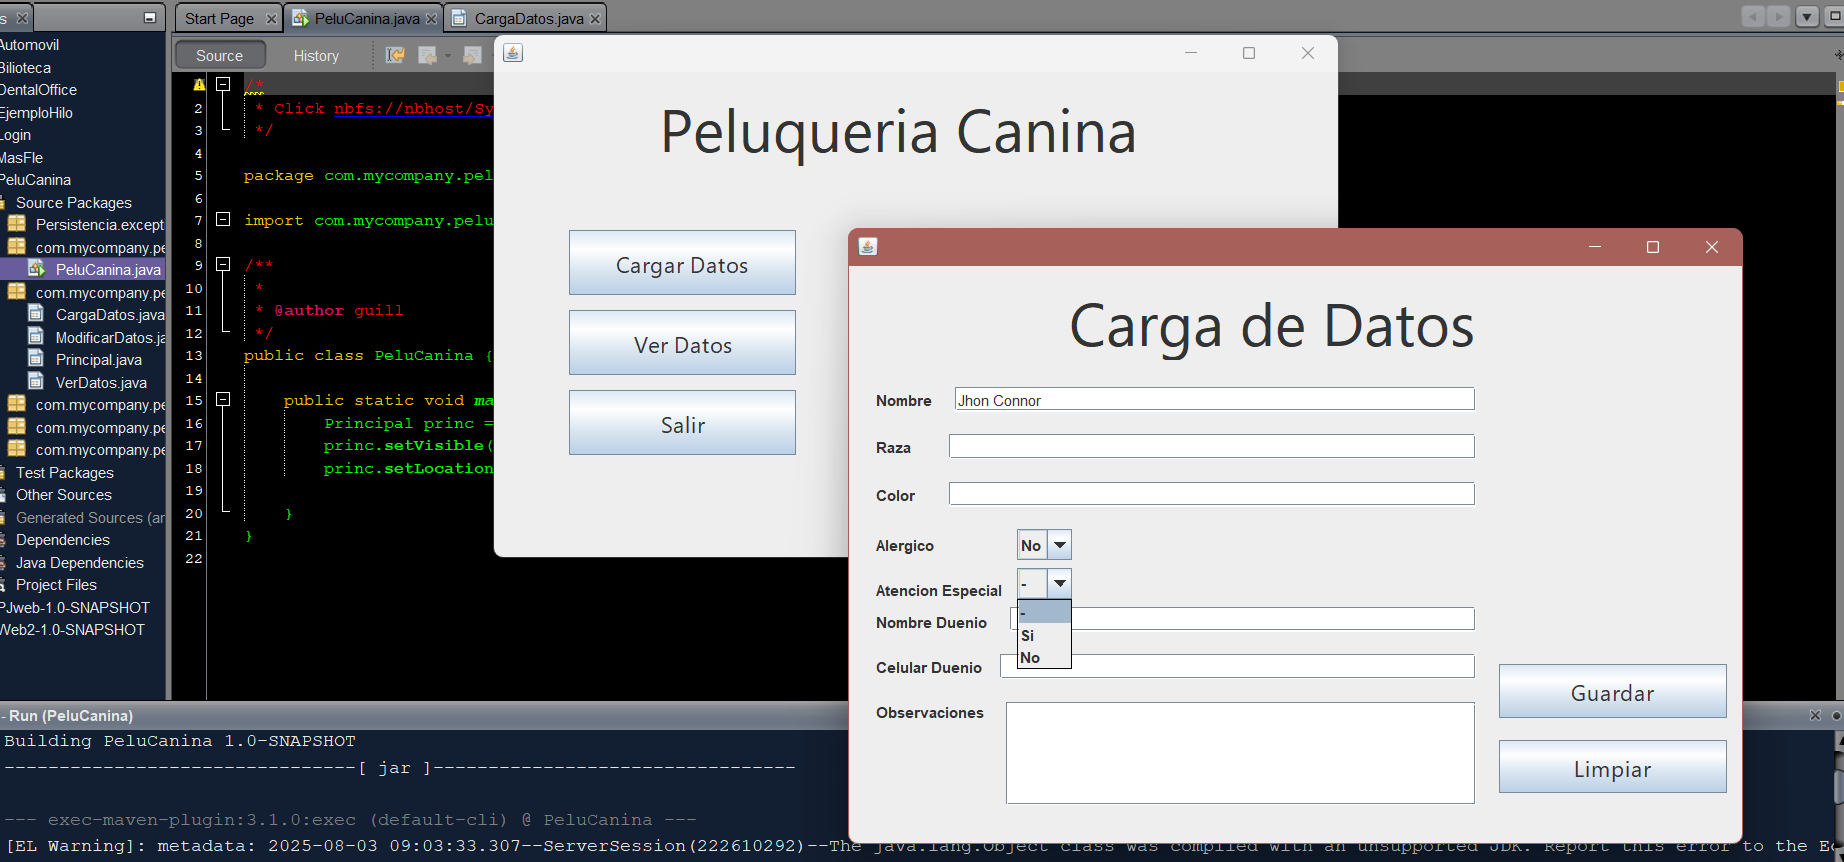 Start Page
PeluCanina.java
CargaDatos.java
Source
History
Automovil
Bilioteca
DentalOffice
EjemploHilo
Login
MasFle
PeluCanina
Source Packages
Persistencia.except
com.mycompany.pe
PeluCanina.java
com.mycompany.pe
CargaDatos.java
ModificarDatos.ja
Principal.java
VerDatos.java
com.mycompany.pe
com.mycompany.pe
com.mycompany.pe
Test Packages
Other Sources
Generated Sources (ar
Dependencies
Java Dependencies
Project Files
PJweb-1.0-SNAPSHOT
Web2-1.0-SNAPSHOT
/*
2 * Click nbfs://nbhost/Sy
3 */
4
5 package com.mycompany.pel
6
7 import com.mycompany.pelu
8
9 /**
10 *
11 * @author guill
12 */
13 public class PeluCanina {
14
15 public static void ma
16 Principal princ =
17 princ.setVisible(
18 princ.setLocation
19
20 }
21 }
22
Peluqueria Canina
Cargar Datos
Ver Datos
Salir
Carga de Datos
Nombre Jhon Connor
Raza
Color
Alergico No
Atencion Especial -
-
Si
No
Nombre Duenio
Celular Duenio
Observaciones
Guardar
Limpiar
- Run (PeluCanina)
Building PeluCanina 1.0-SNAPSHOT
--------------------------------[ jar ]---------------------------------
--- exec-maven-plugin:3.1.0:exec (default-cli) @ PeluCanina ---
[EL Warning]: metadata: 2025-08-03 09:03:33.307--ServerSession(222610292)--The java.lang.Object class was compiled with an unsupported JDK. Report this error to the Ec